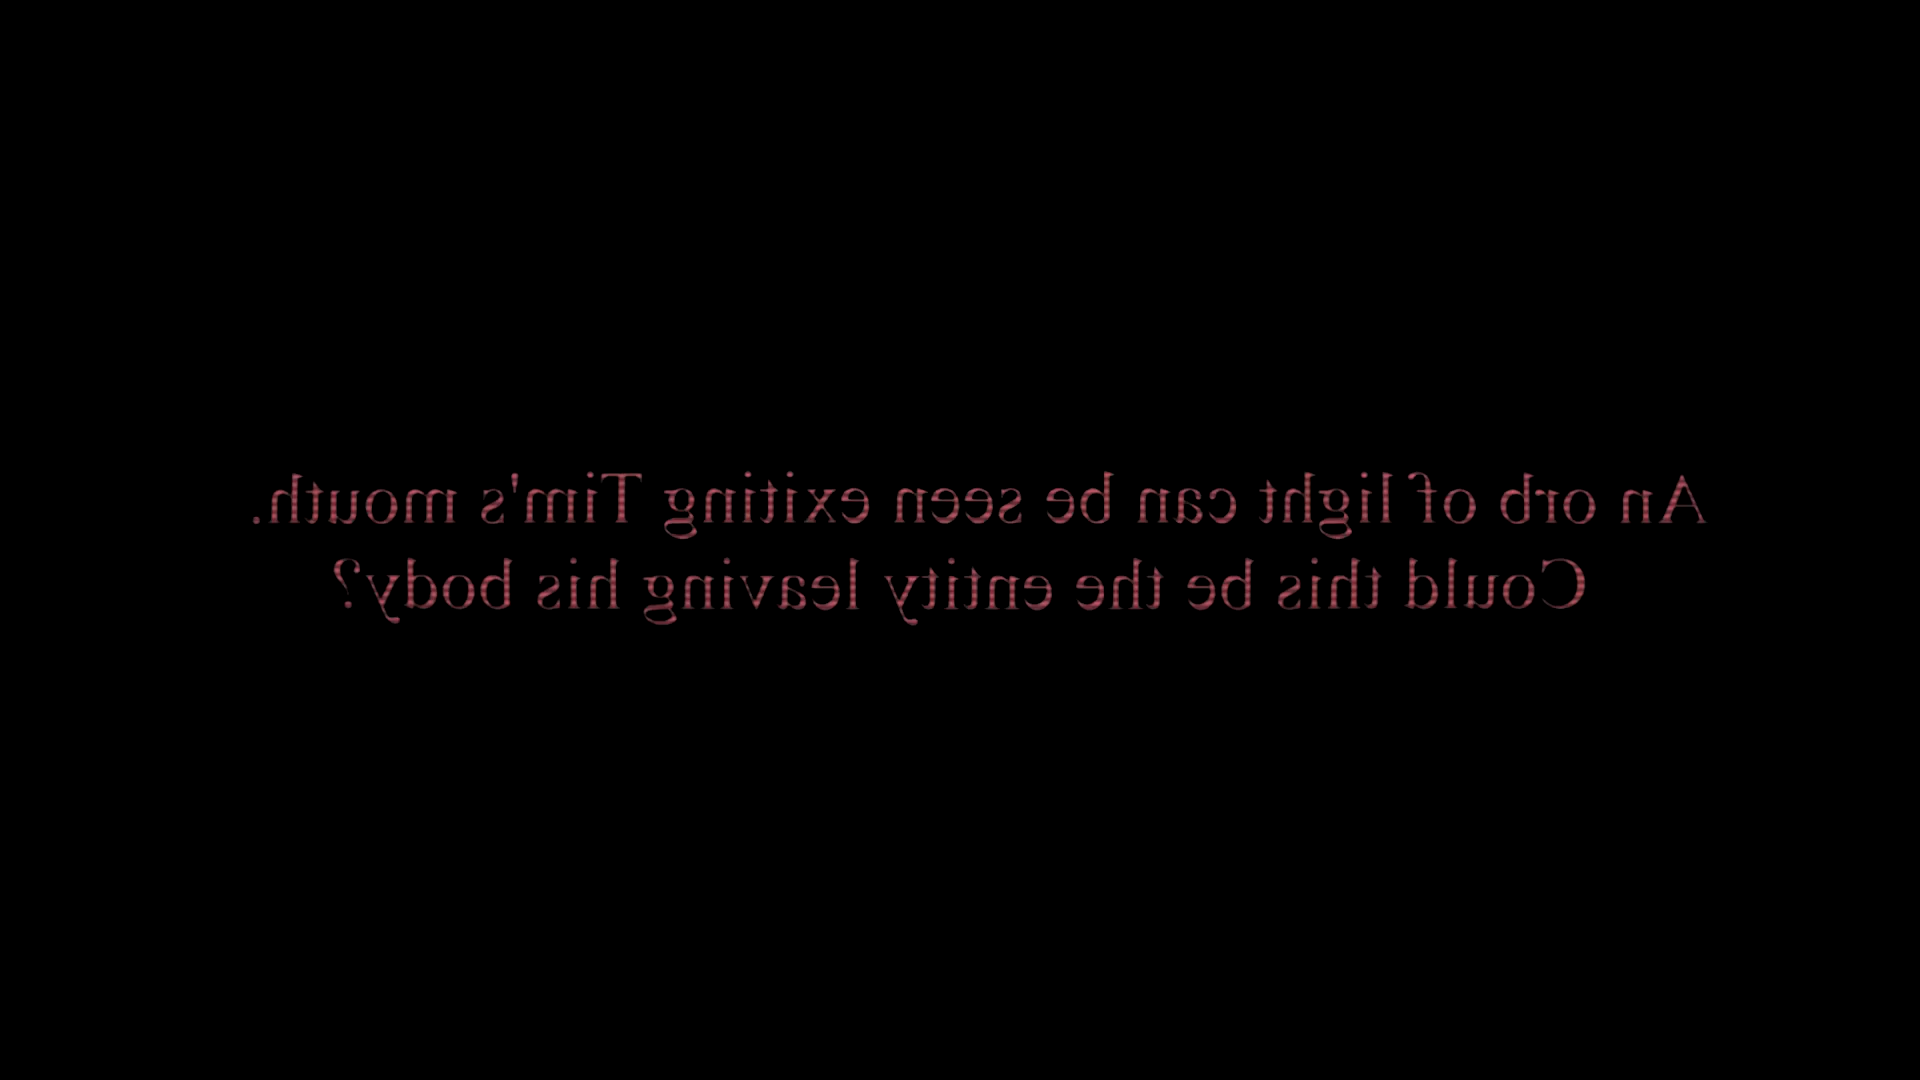 An orb of light can be seen exiting Tim's mouth.
Could this be the entity leaving his body?